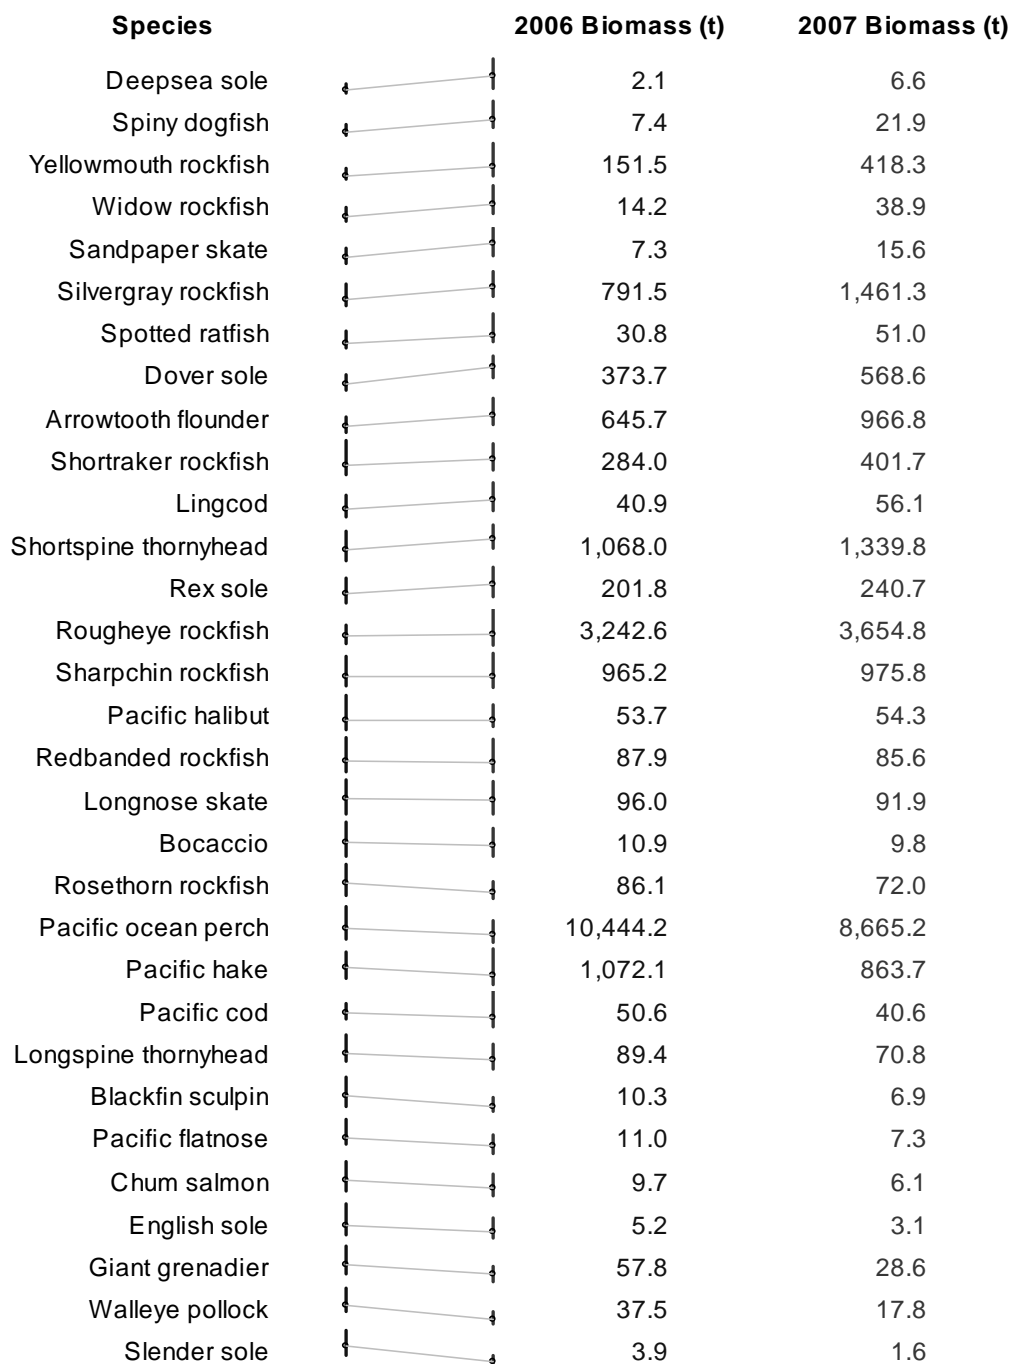 Species 2006 Biomass (t) 2007 Biomass (t)
Deepsea sole 2.1 6.6
Spiny dogfish 7.4 21.9
Yellowmouth rockfish 151.5 418.3
Widow rockfish 14.2 38.9
Sandpaper skate 7.3 15.6
Silvergray rockfish 791.5 1,461.3
Spotted ratfish 30.8 51.0
Dover sole 373.7 568.6
Arrowtooth flounder 645.7 966.8
Shortraker rockfish 284.0 401.7
Lingcod 40.9 56.1
Shortspine thornyhead 1,068.0 1,339.8
Rex sole 201.8 240.7
Rougheye rockfish 3,242.6 3,654.8
Sharpchin rockfish 965.2 975.8
Pacific halibut 53.7 54.3
Redbanded rockfish 87.9 85.6
Longnose skate 96.0 91.9
Bocaccio 10.9 9.8
Rosethorn rockfish 86.1 72.0
Pacific ocean perch 10,444.2 8,665.2
Pacific hake 1,072.1 863.7
Pacific cod 50.6 40.6
Longspine thornyhead 89.4 70.8
Blackfin sculpin 10.3 6.9
Pacific flatnose 11.0 7.3
Chum salmon 9.7 6.1
English sole 5.2 3.1
Giant grenadier 57.8 28.6
Walleye pollock 37.5 17.8
Slender sole 3.9 1.6